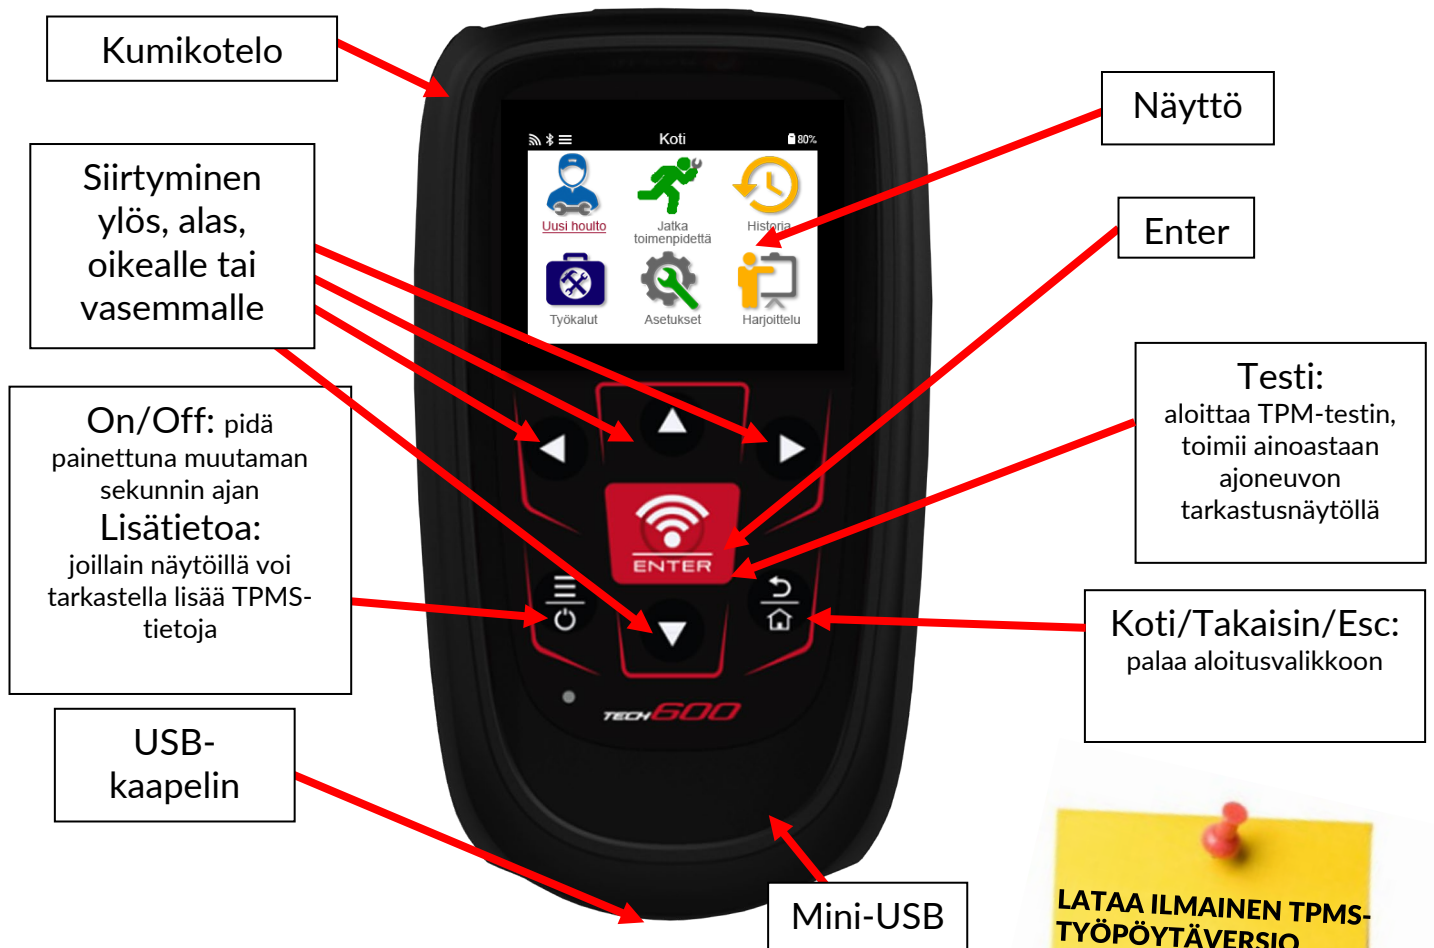 Kumikotelo
Näyttö
Siirtyminen
ylös, alas,
oikealle tai
vasemmalle
Enter
Koti
80%
Uusi houlto
Jatka
toimenpidettä
Historia
Työkalut
Asetukset
Harjoittelu
On/Off: pidä
painettuna muutaman
sekunnin ajan
Lisätietoa:
joillain näytöillä voi
tarkastella lisää TPMS-
tietoja
Testi:
aloittaa TPM-testin,
toimii ainoastaan
ajoneuvon
tarkastusnäytöllä
ENTER
Koti/Takaisin/Esc:
palaa aloitusvalikkoon
TECH600
USB-
kaapelin
Mini-USB
LATAA ILMAINEN TPMS-
TYÖPÖYTÄVERSIO